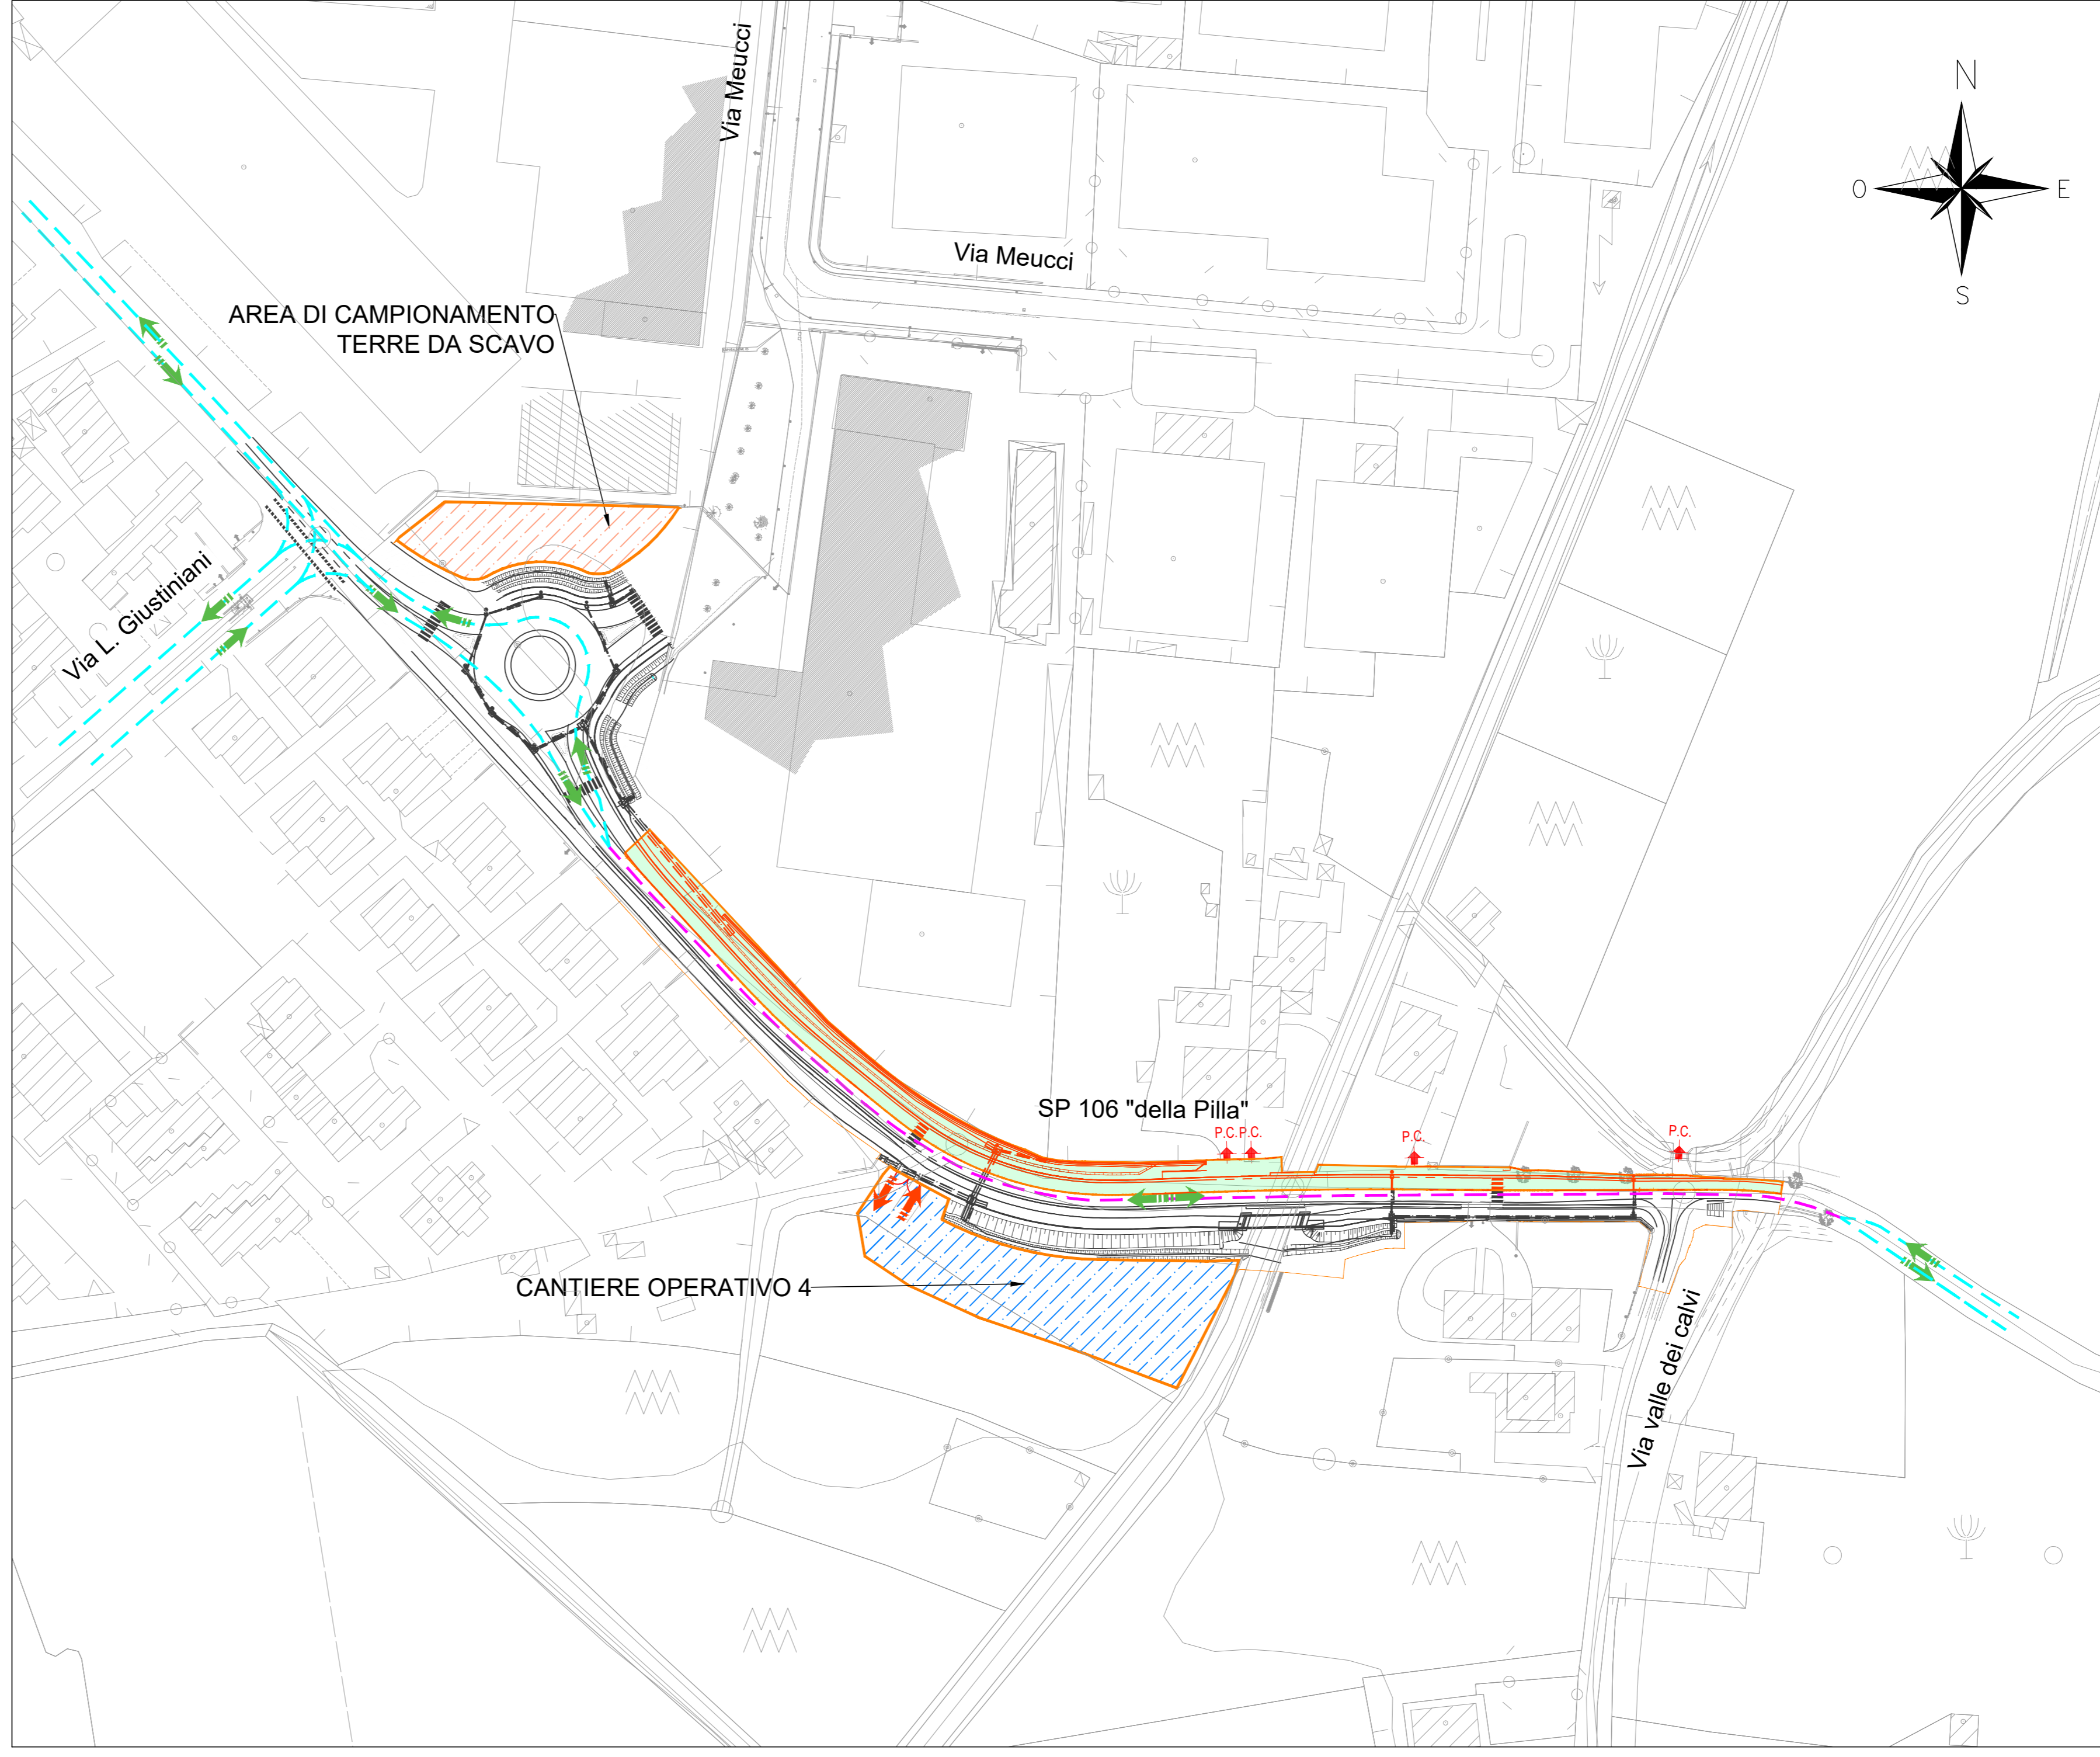 Via Meucci
N
O
E
S
Via Meucci
AREA DI CAMPIONAMENTO
TERRE DA SCAVO
Via L. Giustiniani
SP 106 "della Pilla"
P.C.
P.C.
P.C.
P.C.
CANTIERE OPERATIVO 4
Via valle dei calvi